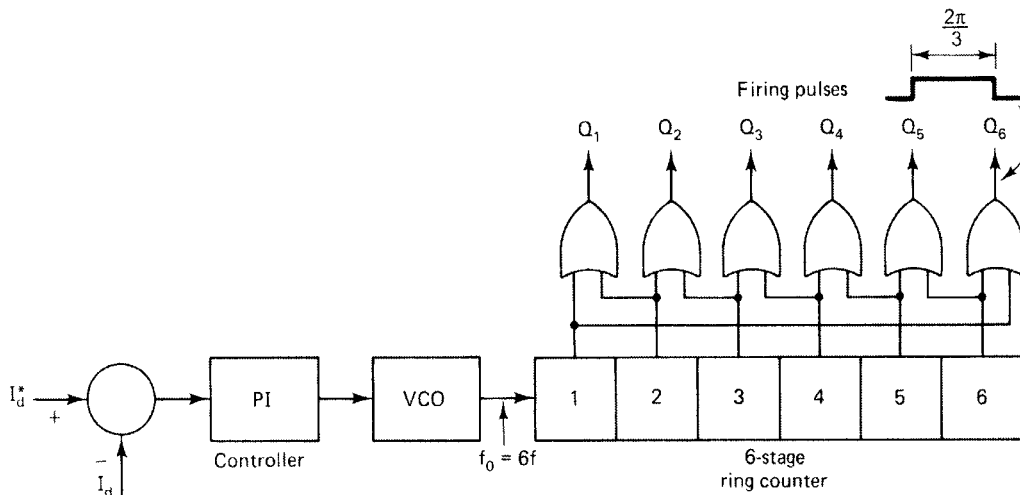 2π
3
Firing pulses
Q₁ Q₂ Q₃ Q₄ Q₅ Q₆
I*d
+
−
Id
PI
Controller
VCO
f₀ = 6f
1 2 3 4 5 6
6-stage
ring counter